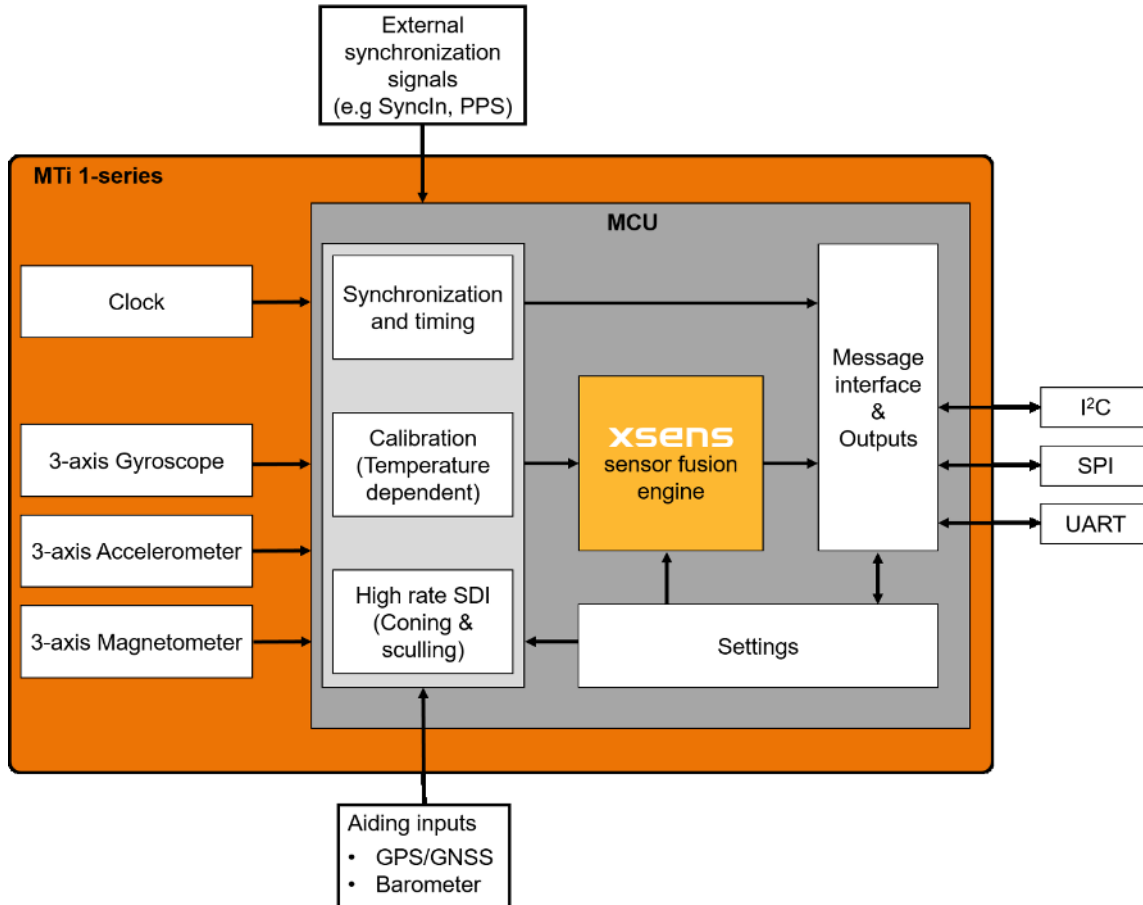 External
synchronization
signals
(e.g SyncIn, PPS)
MTi 1-series
MCU
Clock
Synchronization
and timing
Message
interface
&
Outputs
3-axis Gyroscope
3-axis Accelerometer
3-axis Magnetometer
Calibration
(Temperature
dependent)
xsens
sensor fusion
engine
I²C
SPI
UART
High rate SDI
(Coning &
sculling)
Settings
Aiding inputs
• GPS/GNSS
• Barometer